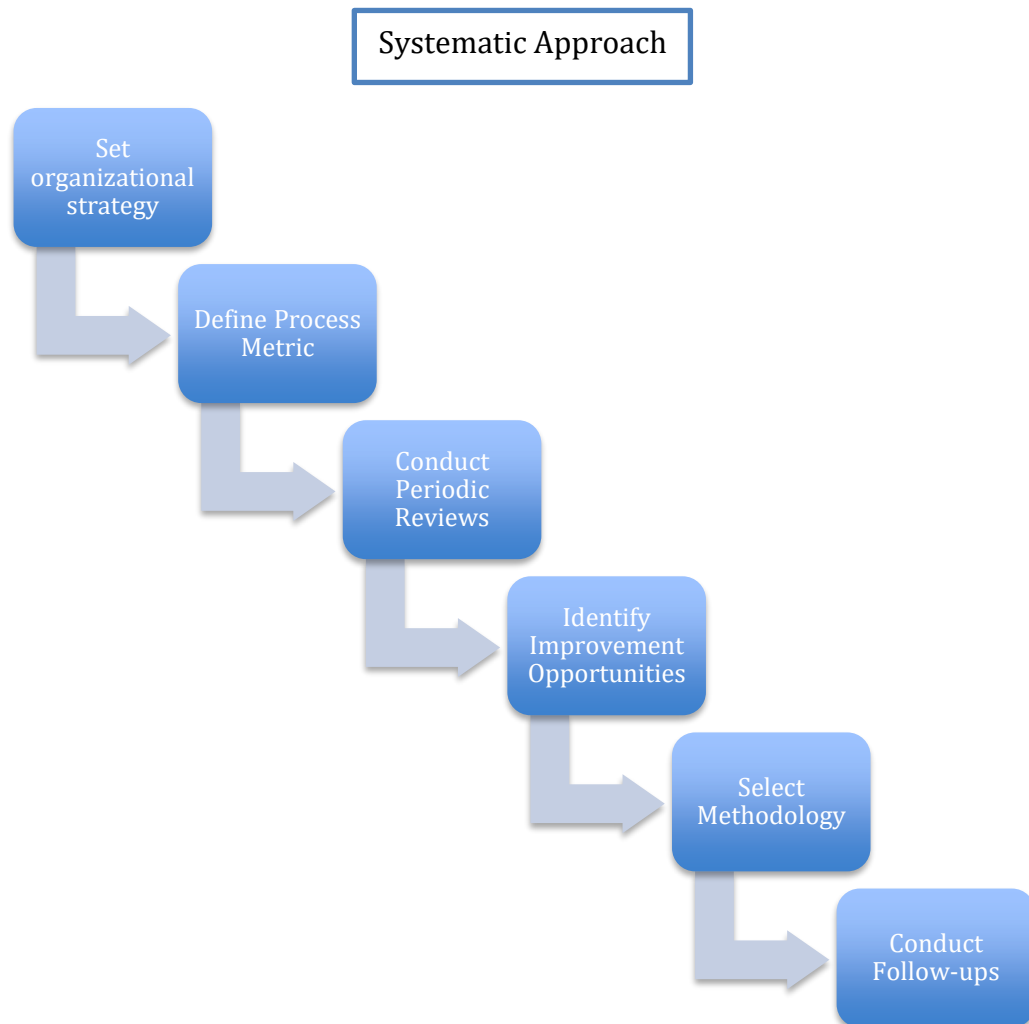 Systematic Approach
Set
organizational
strategy
Define Process
Metric
Conduct
Periodic
Reviews
Identify
Improvement
Opportunities
Select
Methodology
Conduct
Follow-ups